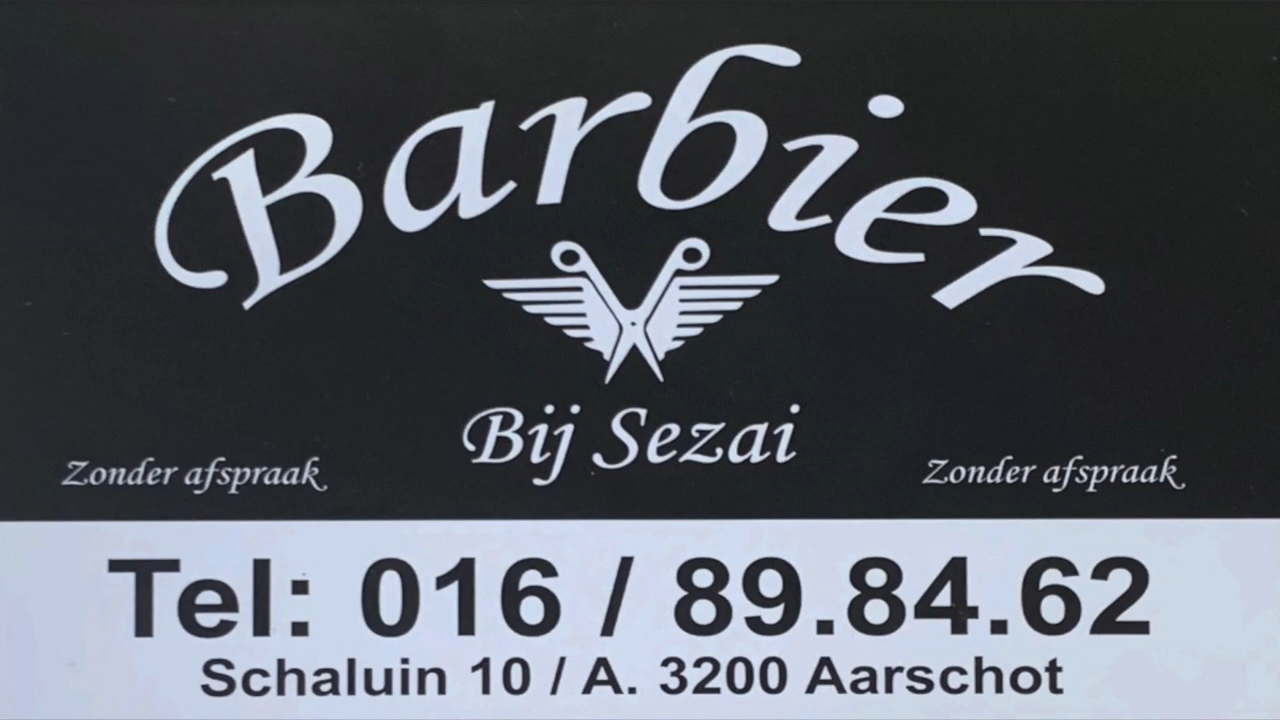 Barbier
Bij Sezai
Zonder afspraak
Zonder afspraak
Tel: 016 / 89.84.62
Schaluin 10 / A. 3200 Aarschot